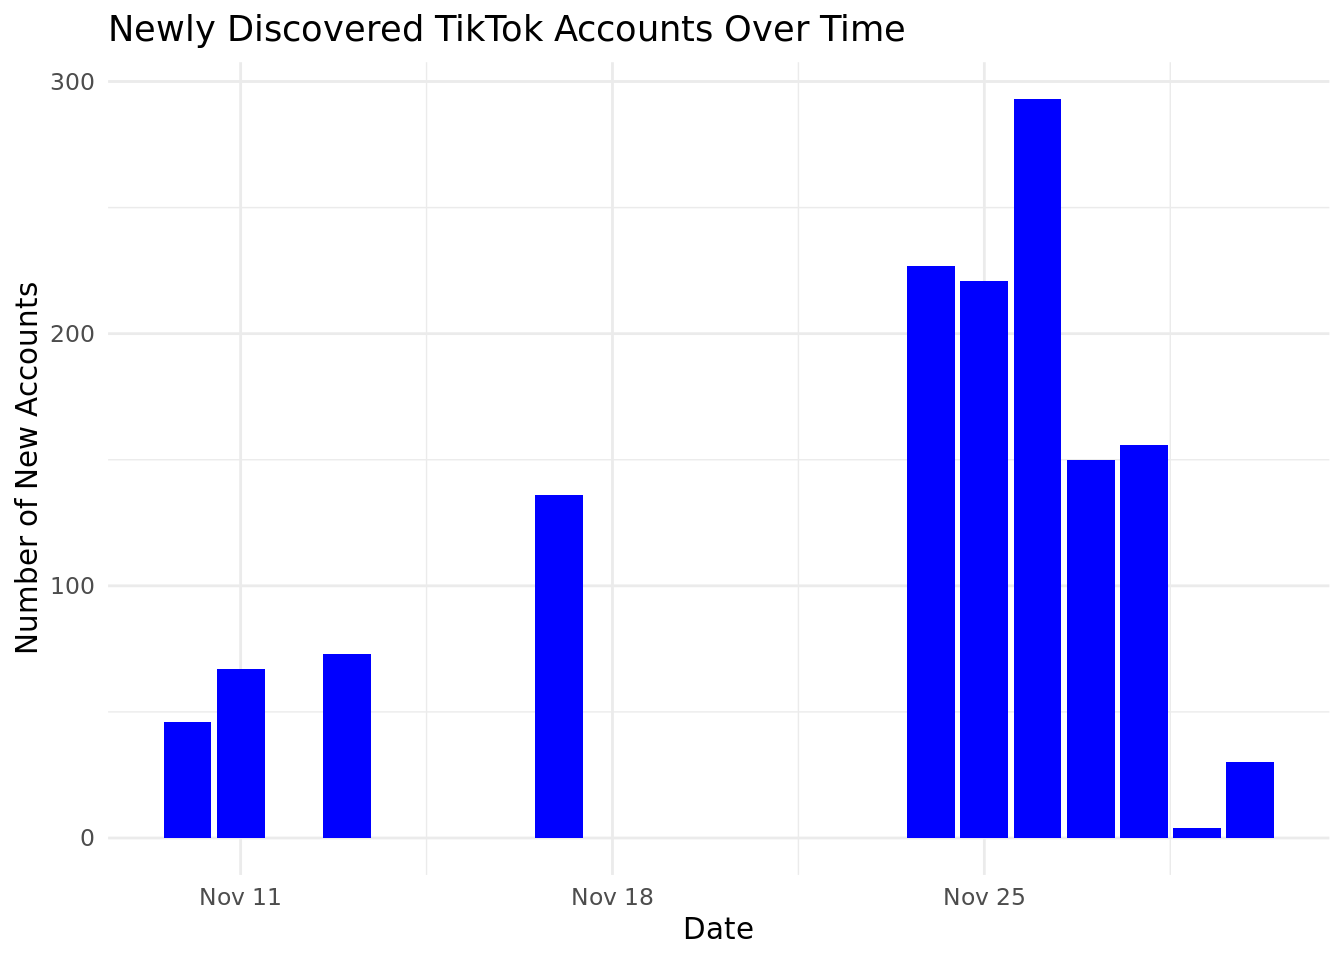 Newly Discovered TikTok Accounts Over Time
Number of New Accounts
300
200
100
0
Nov 11
Nov 18
Nov 25
Date